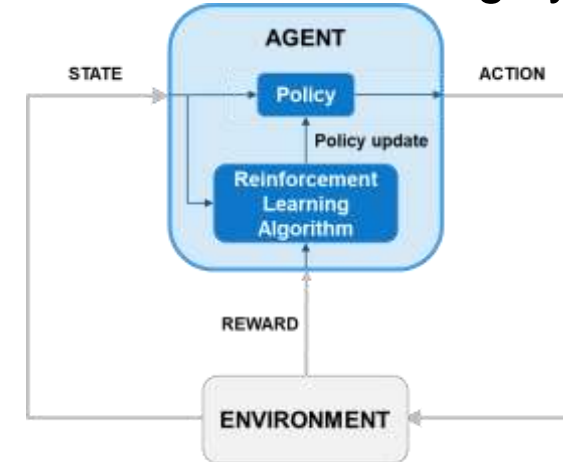 AGENT
STATE
ACTION
Policy
Policy update
Reinforcement
Learning
Algorithm
REWARD
ENVIRONMENT